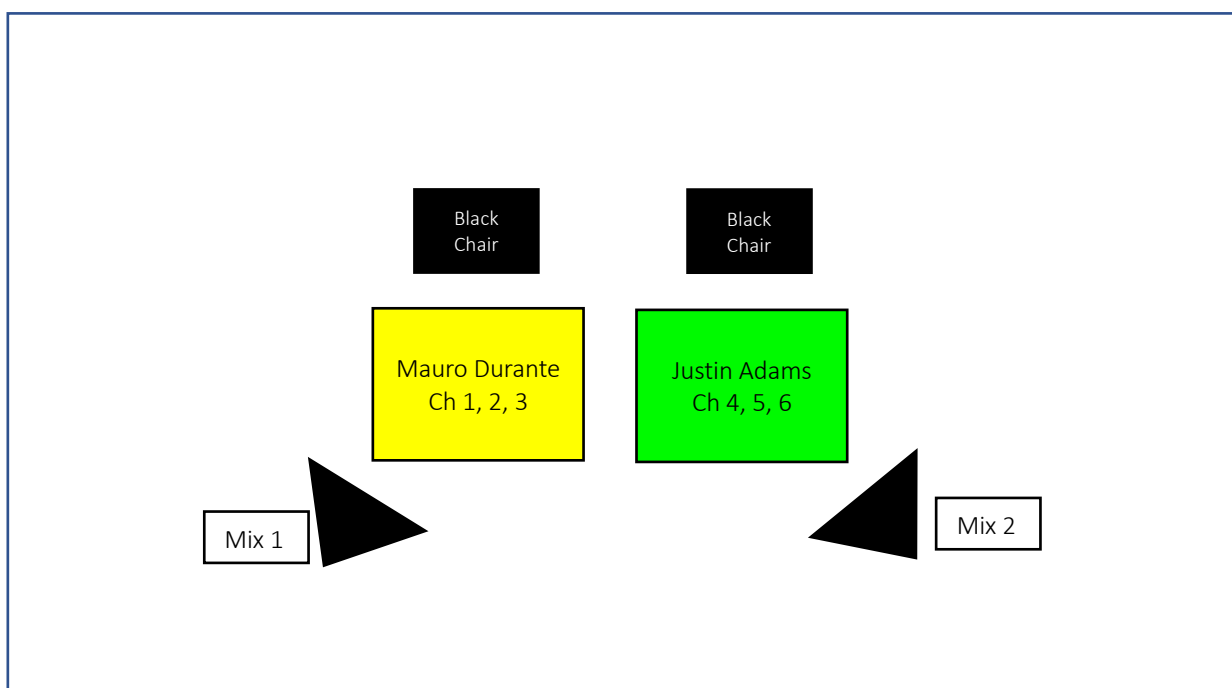 Black
Chair
Black
Chair
Mauro Durante
Ch 1, 2, 3
Justin Adams
Ch 4, 5, 6
Mix 1
Mix 2